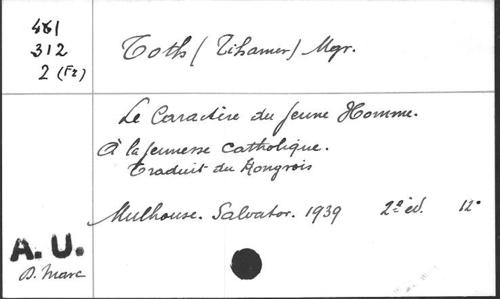 461
312
2 (Fr)
Toth (Tihamer) Mgr.
Le Caractère du jeune Homme.
À la jeunesse catholique.
Traduit du Hongrois
Mulhouse. Salvator. 1939 2e éd. 12°
A. U.
D. Marc